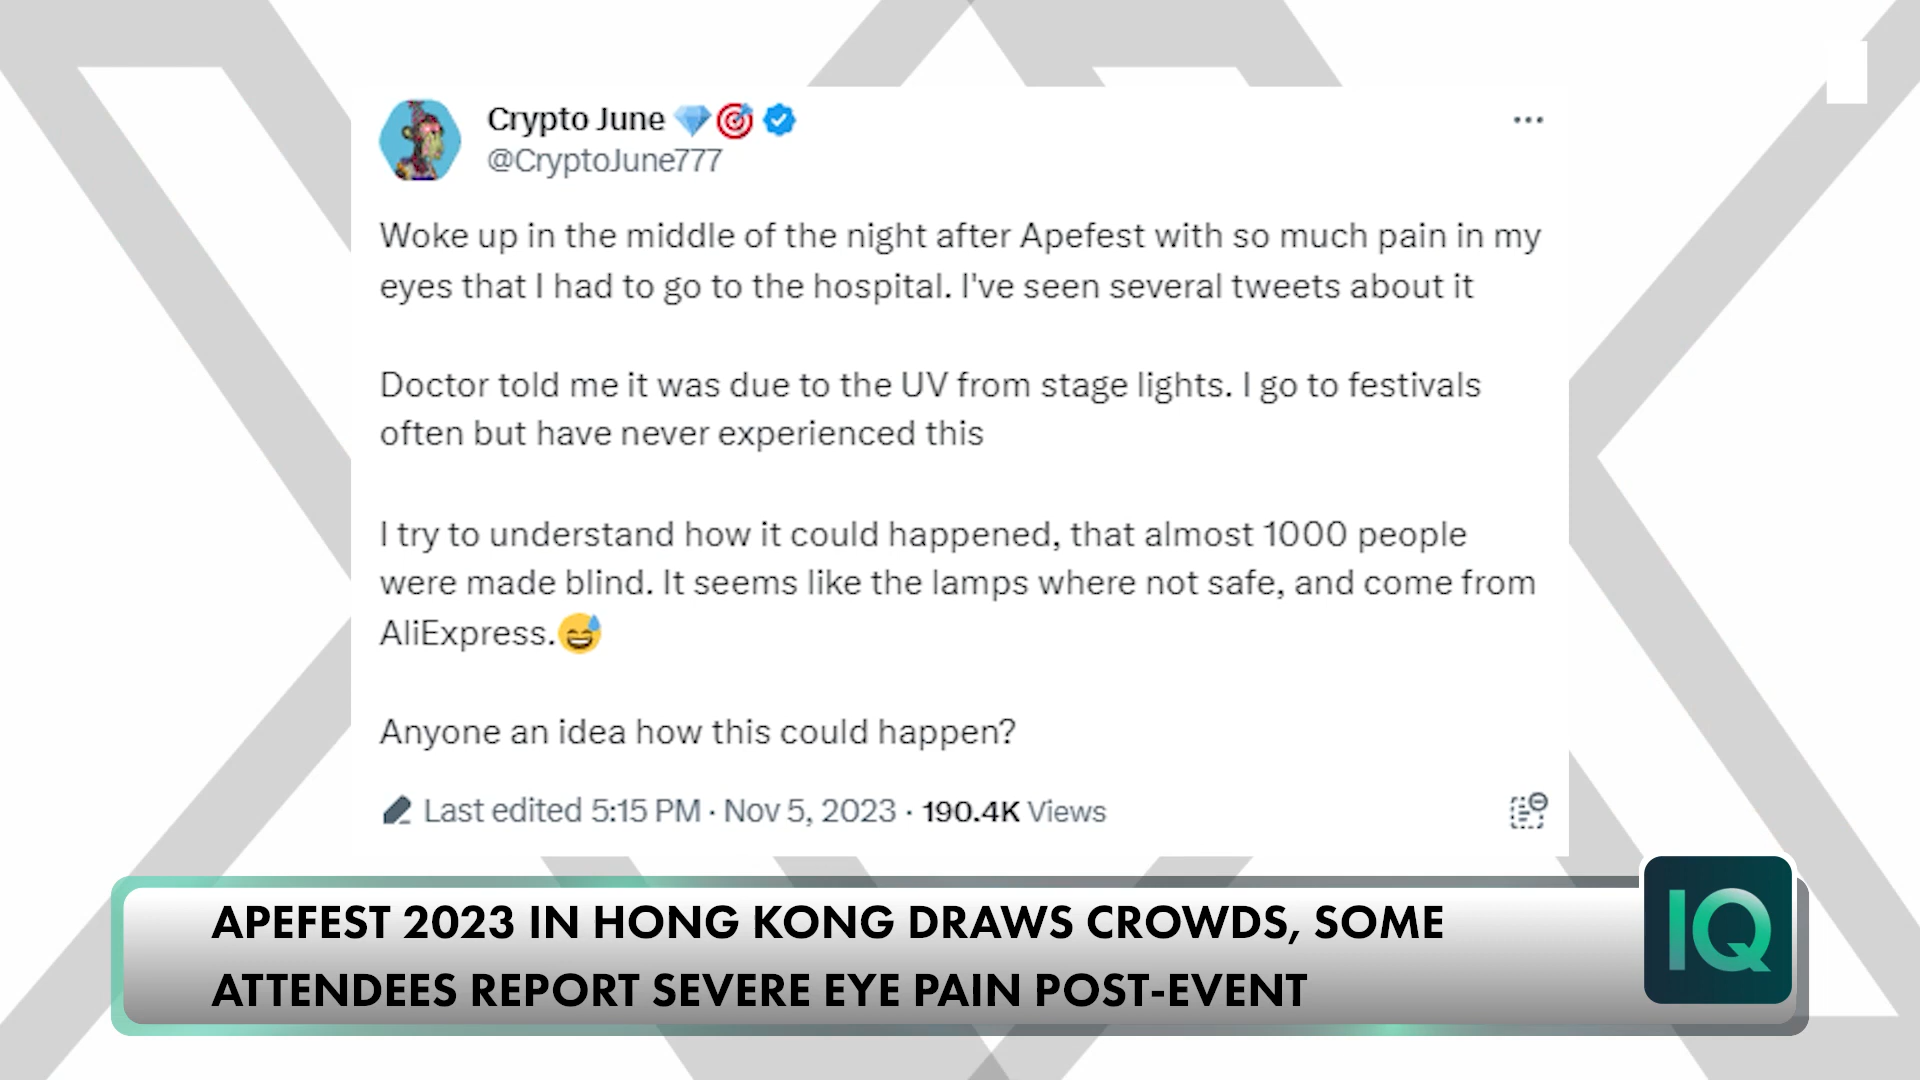 Crypto June 💎🎯
@CryptoJune777
Woke up in the middle of the night after Apefest with so much pain in my
eyes that I had to go to the hospital. I've seen several tweets about it
Doctor told me it was due to the UV from stage lights. I go to festivals
often but have never experienced this
I try to understand how it could happened, that almost 1000 people
were made blind. It seems like the lamps where not safe, and come from
AliExpress.😅
Anyone an idea how this could happen?
Last edited 5:15 PM · Nov 5, 2023 · 190.4K Views
APEFEST 2023 IN HONG KONG DRAWS CROWDS, SOME
ATTENDEES REPORT SEVERE EYE PAIN POST-EVENT
IQ